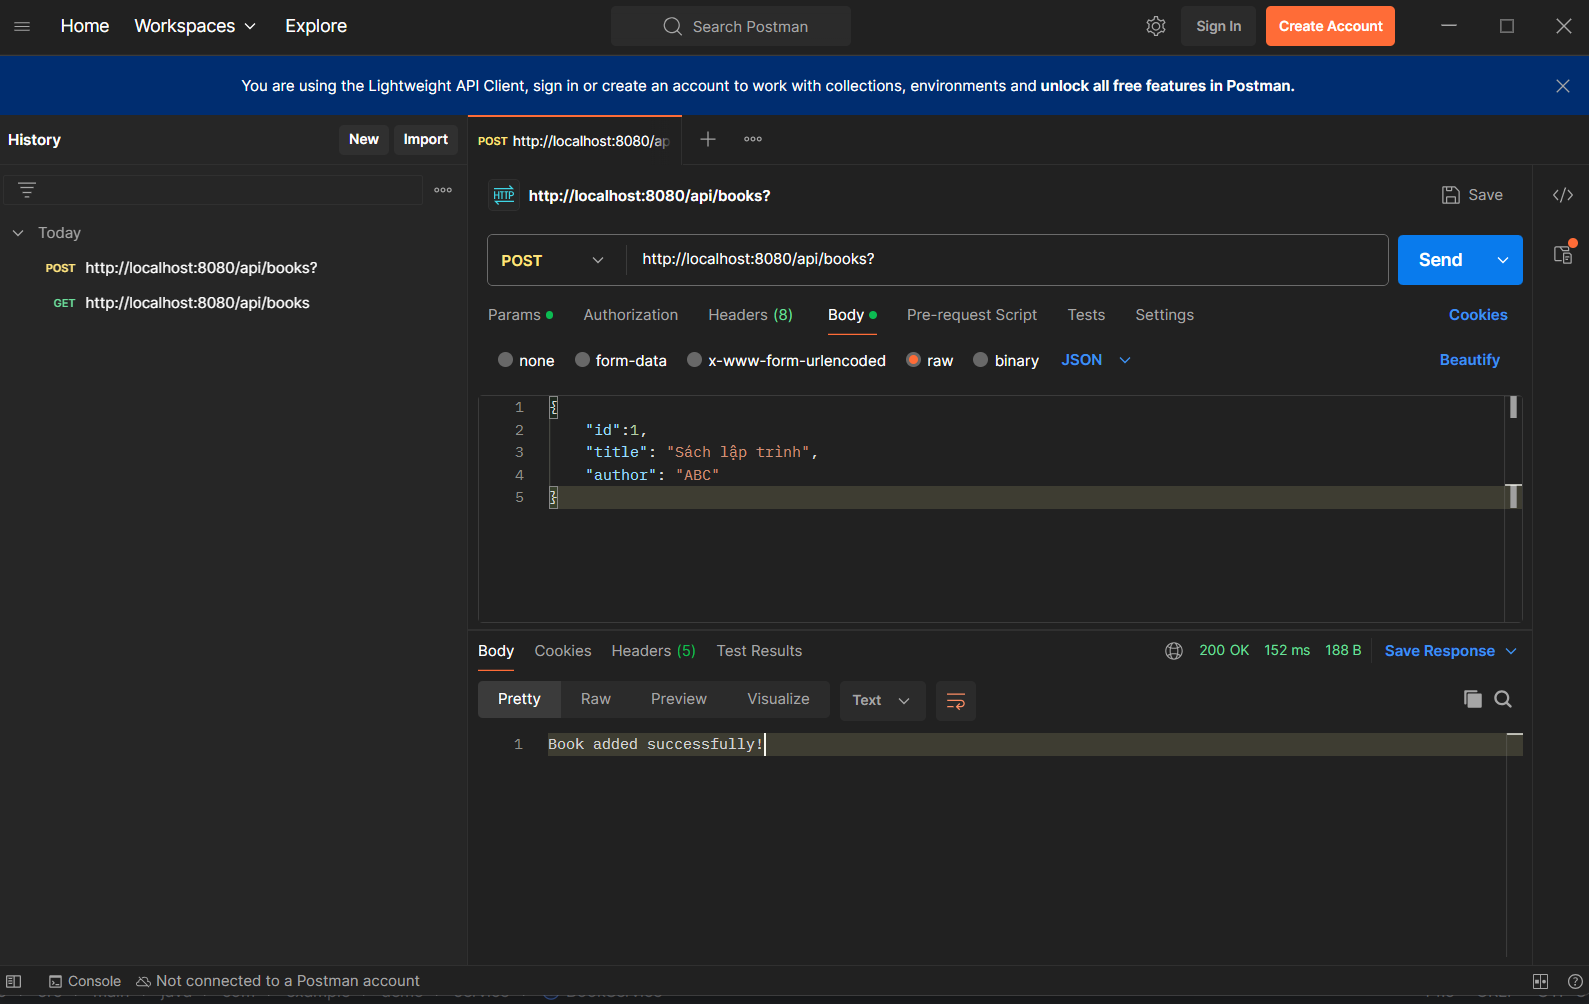 Home Workspaces Explore Search Postman Sign In Create Account
You are using the Lightweight API Client, sign in or create an account to work with collections, environments and unlock all free features in Postman.
History New Import
POST http://localhost:8080/ap
HTTP http://localhost:8080/api/books? Save
Today
POST http://localhost:8080/api/books?
GET http://localhost:8080/api/books
POST http://localhost:8080/api/books? Send
Params Authorization Headers (8) Body Pre-request Script Tests Settings Cookies
none form-data x-www-form-urlencoded raw binary JSON Beautify
1 {
2 "id":1,
3 "title": "Sách lập trình",
4 "author": "ABC"
5 }
Body Cookies Headers (5) Test Results 200 OK 152 ms 188 B Save Response
Pretty Raw Preview Visualize Text
1 Book added successfully!
Console Not connected to a Postman account